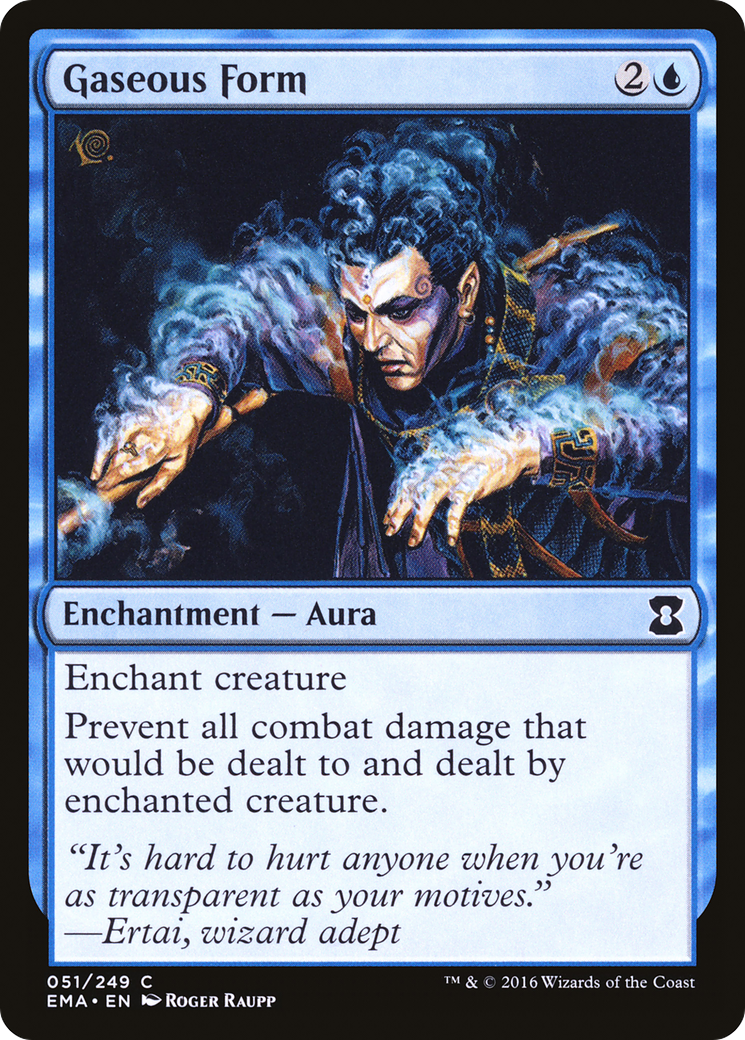 Gaseous Form
2
Enchantment — Aura
Enchant creature
Prevent all combat damage that
would be dealt to and dealt by
enchanted creature.
“It’s hard to hurt anyone when you’re
as transparent as your motives.”
—Ertai, wizard adept
051/249 C
™ & © 2016 Wizards of the Coast
EMA • EN Roger Raupp